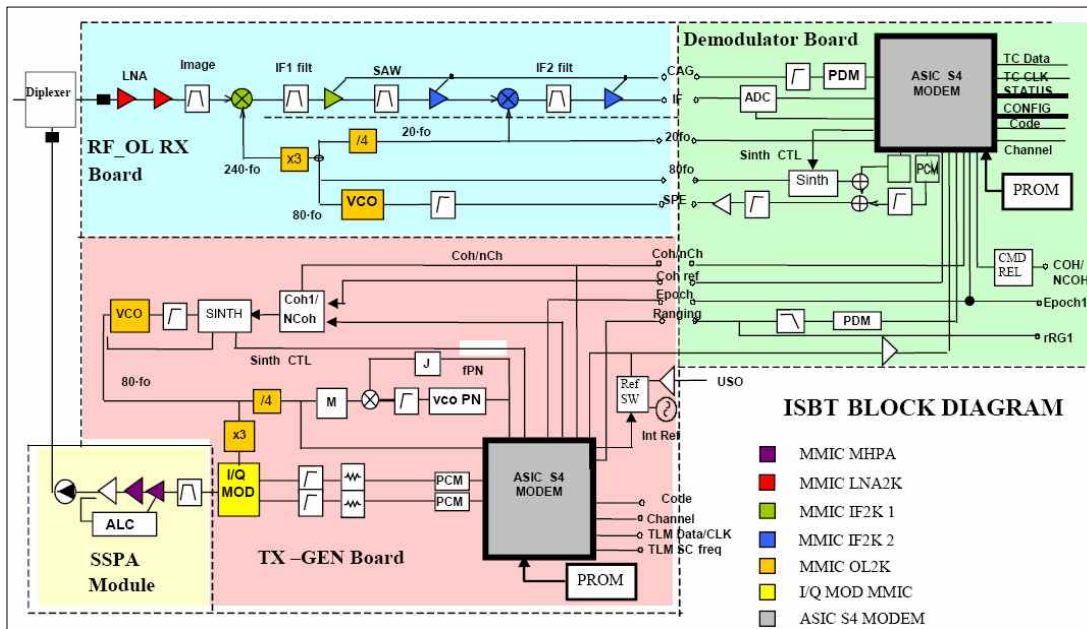 Diplexer
LNA
Image
IF1 filt
SAW
IF2 filt
CAG
IF
20fo
80fo
SPE
RF_OL RX
Board
240-fo
x3
/4
20·fo
80·fo
VCO
Demodulator Board
PDM
ADC
ASIC S4
MODEM
TC Data
TC CLK
STATUS
CONFIG
Code
Channel
Sinth CTL
Sinth
PCM
PROM
CMD
REL
COH/
NCOH
Epoch1
PDM
rRG1
Coh/nCh
Coh/nCh
Coh ref
Epoch
Ranging
VCO
SINTH
Coh1/
NCoh
Sinth CTL
J
fPN
80-fo
/4
M
vco PN
Ref
SW
USO
Int Ref
x3
I/Q
MOD
PCM
PCM
ASIC S4
MODEM
Code
Channel
TLM Data/CLK
TLM SC freq
PROM
ALC
SSPA
Module
TX –GEN Board
ISBT BLOCK DIAGRAM
MMIC MHPA
MMIC LNA2K
MMIC IF2K 1
MMIC IF2K 2
MMIC OL2K
I/Q MOD MMIC
ASIC S4 MODEM